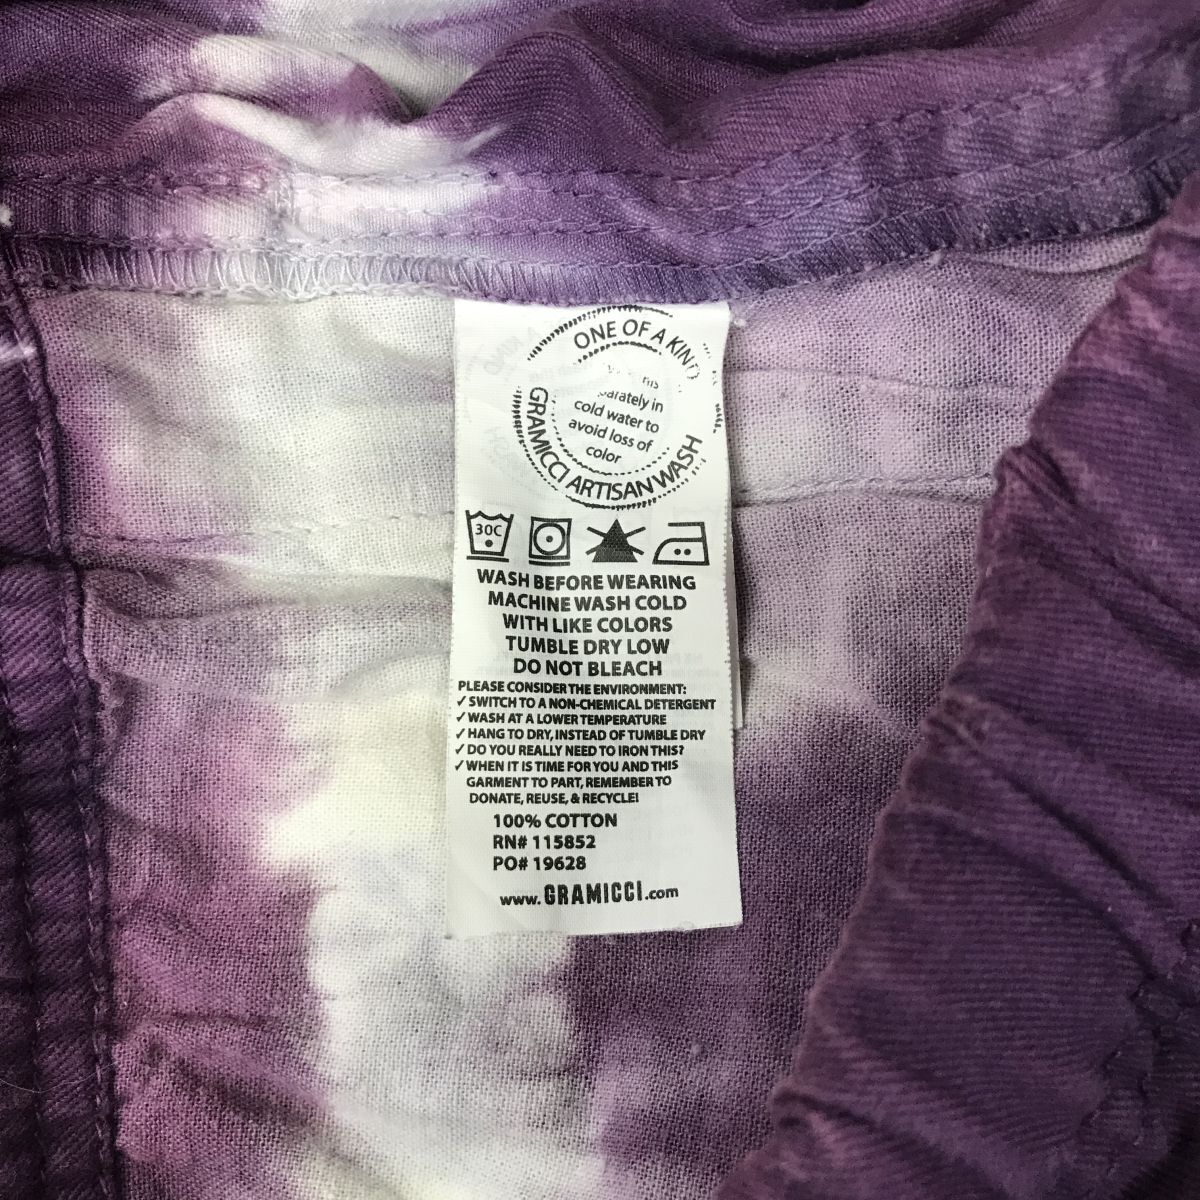 ONE OF A KIND
cold water to
avoid loss of
color
GRAMICCI ARTISAN WASH
30C
WASH BEFORE WEARING
MACHINE WASH COLD
WITH LIKE COLORS
TUMBLE DRY LOW
DO NOT BLEACH
PLEASE CONSIDER THE ENVIRONMENT:
✓ SWITCH TO A NON-CHEMICAL DETERGENT
✓ WASH AT A LOWER TEMPERATURE
✓ HANG TO DRY, INSTEAD OF TUMBLE DRY
✓ DO YOU REALLY NEED TO IRON THIS?
✓ WHEN IT IS TIME FOR YOU AND THIS
GARMENT TO PART, REMEMBER TO
DONATE, REUSE, & RECYCLE!
100% COTTON
RN# 115852
PO# 19628
www.GRAMICCI.com